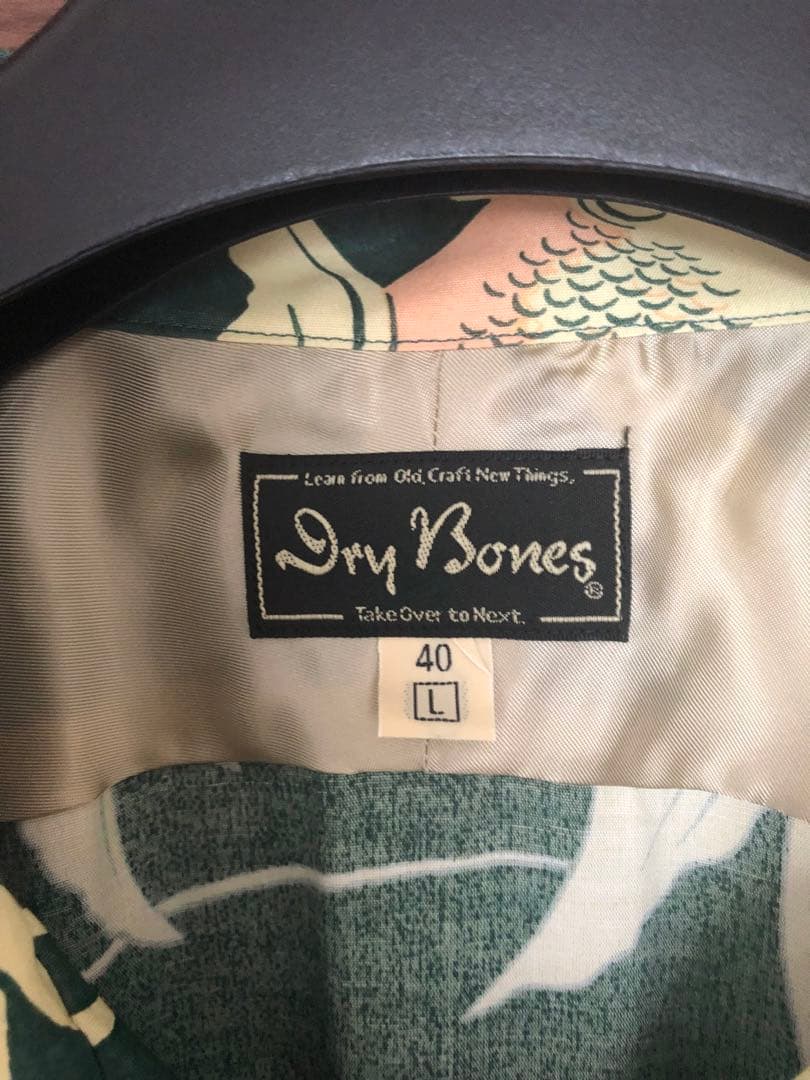 Learn from Old, Craft New Things.
Dry Bones®
Take Over to Next.
40
L